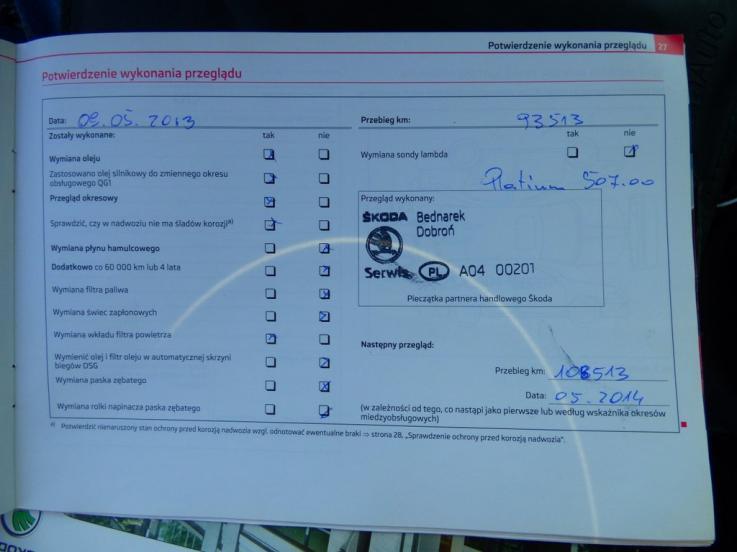 Potwierdzenie wykonania przeglądu 27
Potwierdzenie wykonania przeglądu
Data: 09.05.2013
Przebieg km: 93513
Zostały wykonane: tak nie
tak nie
Wymiana oleju
Wymiana sondy lambda
Zastosowano olej silnikowy do zmiennego okresu
obsługowego QG1
Platinum 507.00
Przegląd okresowy
Przegląd wykonany:
Sprawdzić, czy w nadwoziu nie ma śladów korozji a)
ŠKODA Bednarek
Dobroń
Wymiana płynu hamulcowego
Dodatkowo co 60 000 km lub 4 lata
Serwis PL A04 00201
Wymiana filtra paliwa
Pieczątka partnera handlowego Škoda
Wymiana świec zapłonowych
Wymiana wkładu filtra powietrza
Następny przegląd:
Wymienić olej i filtr oleju w automatycznej skrzyni
biegów DSG
Przebieg km: 108513
Wymiana paska zębatego
Data: 05.2014
Wymiana rolki napinacza paska zębatego
(w zależności od tego, co nastąpi jako pierwsze lub według wskaźnika okresów
międzyobsługowych)
a) Potwierdzić nienaruszony stan ochrony przed korozją nadwozia wzgl. odnotować ewentualne braki ⇒ strona 28, „Sprawdzenie ochrony przed korozją nadwozia".
Auto